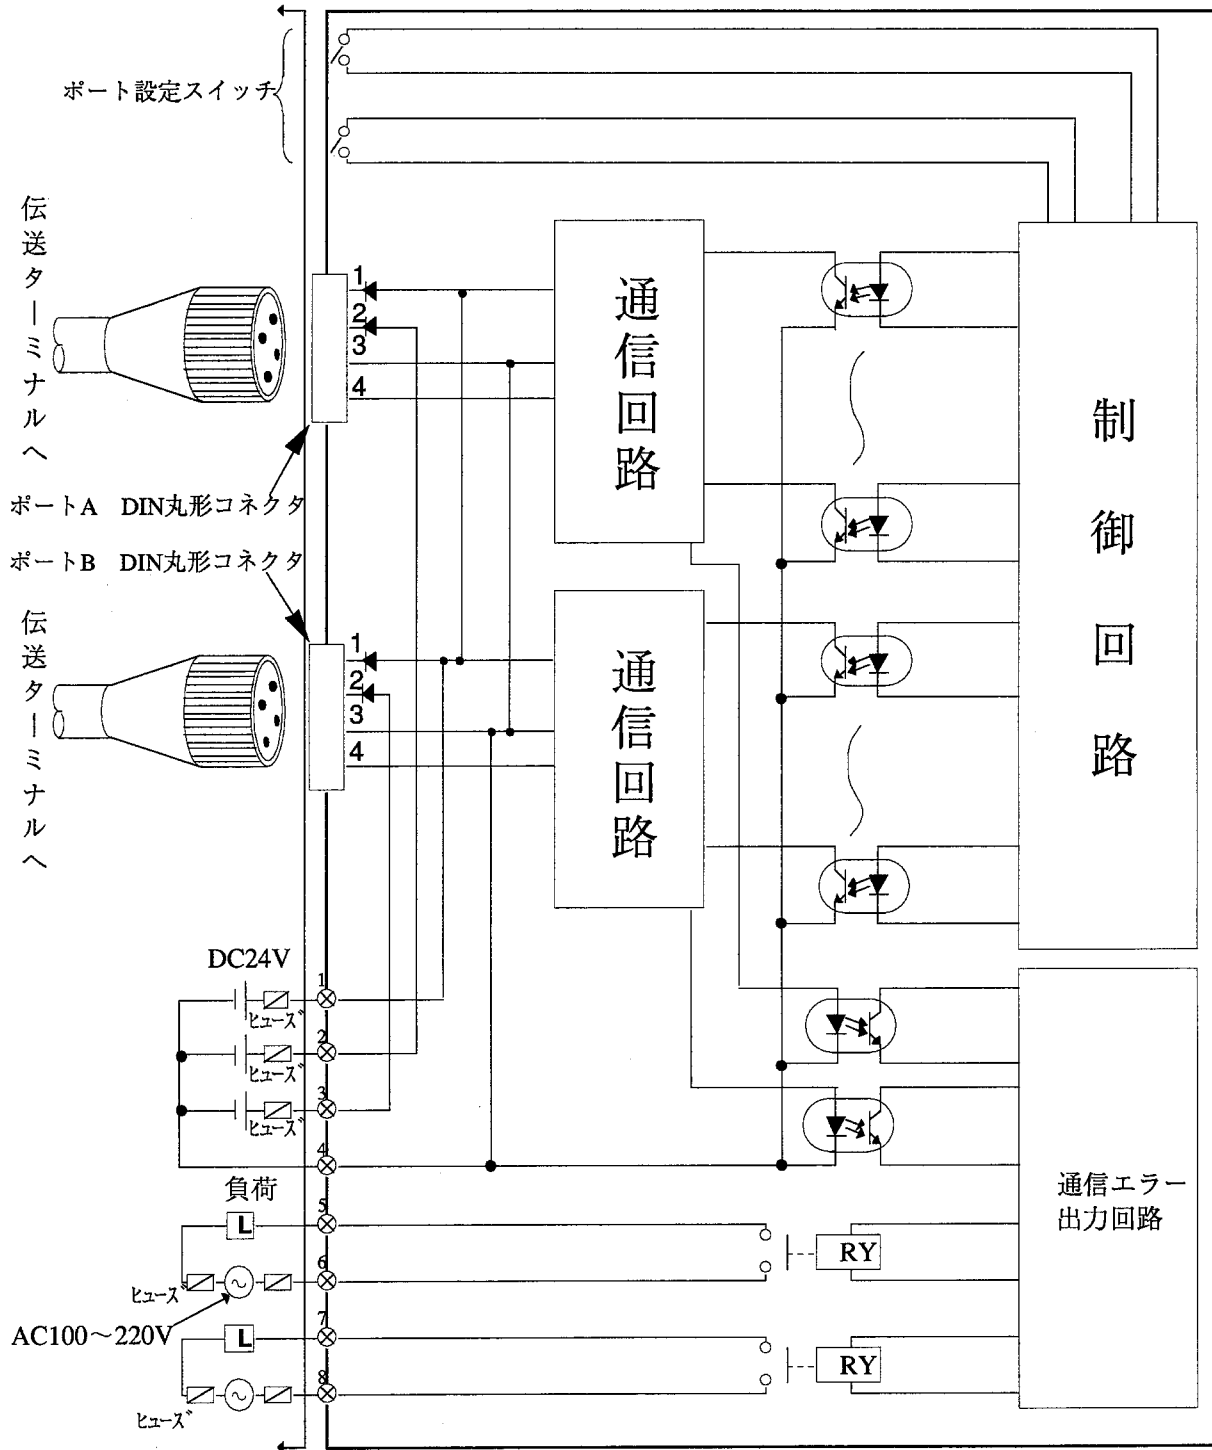 ポート設定スイッチ
伝送ターミナルへ
1
2
3
4
通信回路
制御回路
ポートA DIN丸形コネクタ
ポートB DIN丸形コネクタ
伝送ターミナルへ
1
2
3
4
通信回路
DC24V
1
ヒューズ
2
ヒューズ
3
ヒューズ
4
負荷
通信エラー
出力回路
5
L
RY
6
ヒューズ
AC100～220V
7
L
RY
8
ヒューズ